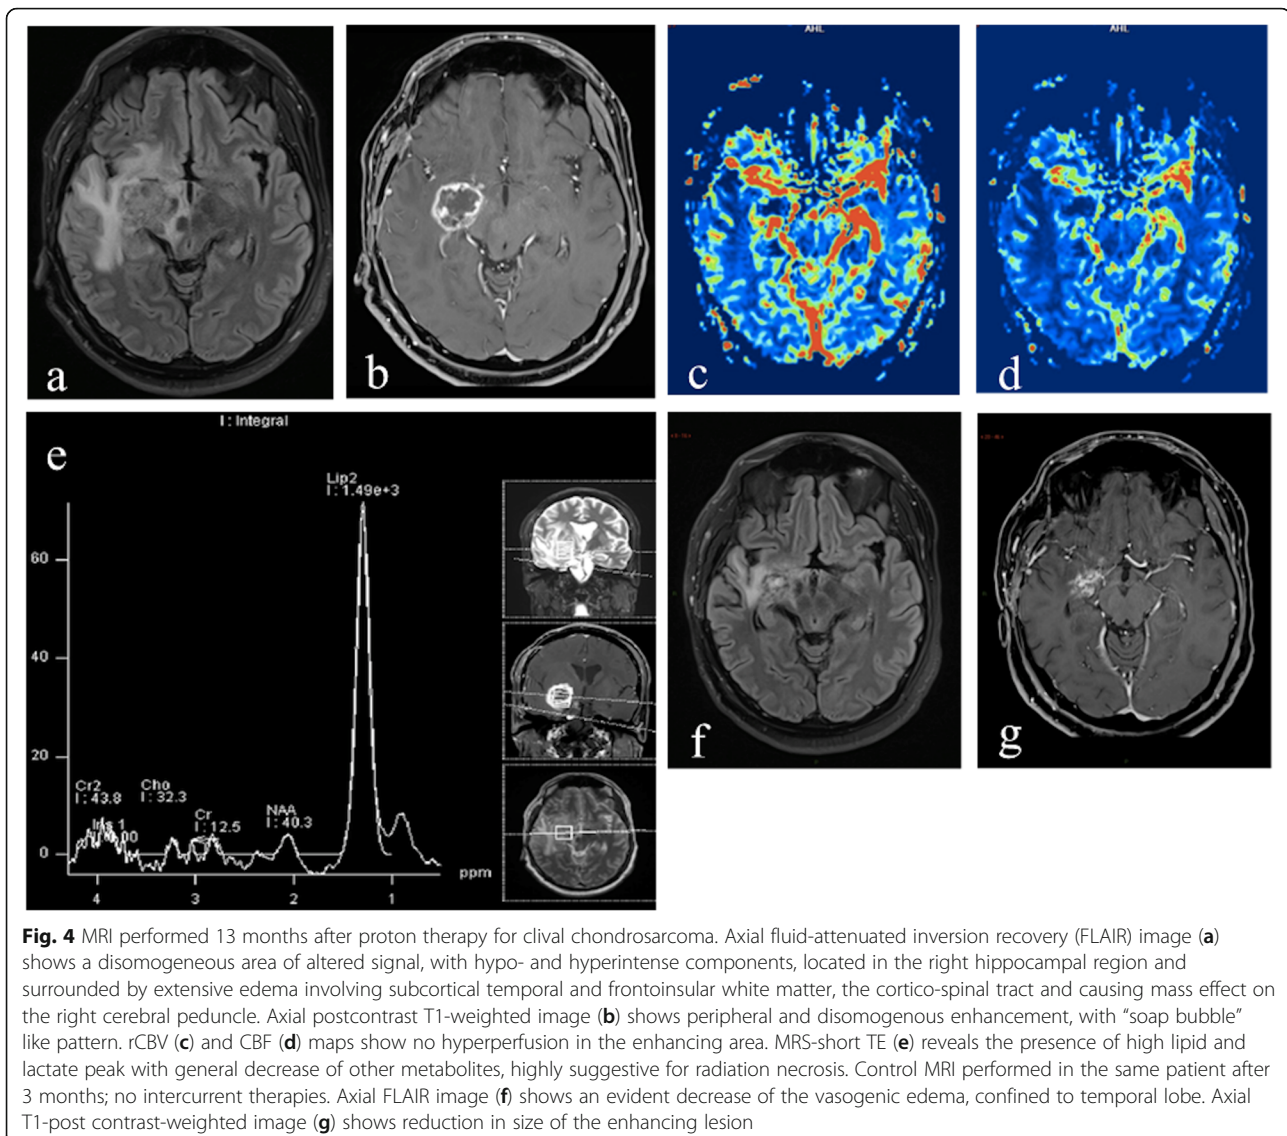 AHL
AHL
a
b
c
d
I : Integral
e
Lip2
I : 1.49e+3
60
40
20
0
Cr2
I : 43.8
Cho
I : 32.3
Cr
I : 12.5
NAA
I : 40.3
ppm
4
3
2
1
f
g
Fig. 4 MRI performed 13 months after proton therapy for clival chondrosarcoma. Axial fluid-attenuated inversion recovery (FLAIR) image (a)
shows a disomogeneous area of altered signal, with hypo- and hyperintense components, located in the right hippocampal region and
surrounded by extensive edema involving subcortical temporal and frontoinsular white matter, the cortico-spinal tract and causing mass effect on
the right cerebral peduncle. Axial postcontrast T1-weighted image (b) shows peripheral and disomogenous enhancement, with “soap bubble”
like pattern. rCBV (c) and CBF (d) maps show no hyperperfusion in the enhancing area. MRS-short TE (e) reveals the presence of high lipid and
lactate peak with general decrease of other metabolites, highly suggestive for radiation necrosis. Control MRI performed in the same patient after
3 months; no intercurrent therapies. Axial FLAIR image (f) shows an evident decrease of the vasogenic edema, confined to temporal lobe. Axial
T1-post contrast-weighted image (g) shows reduction in size of the enhancing lesion